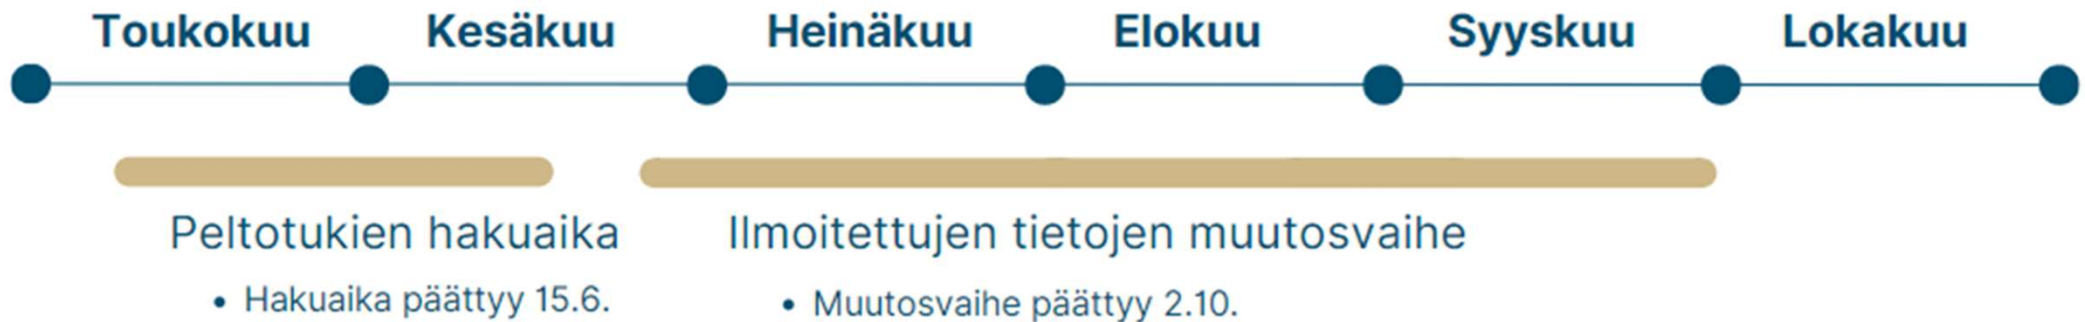 Toukokuu Kesäkuu Heinäkuu Elokuu Syyskuu Lokakuu
Peltotukien hakuaika
• Hakuaika päättyy 15.6.
Ilmoitettujen tietojen muutosvaihe
• Muutosvaihe päättyy 2.10.